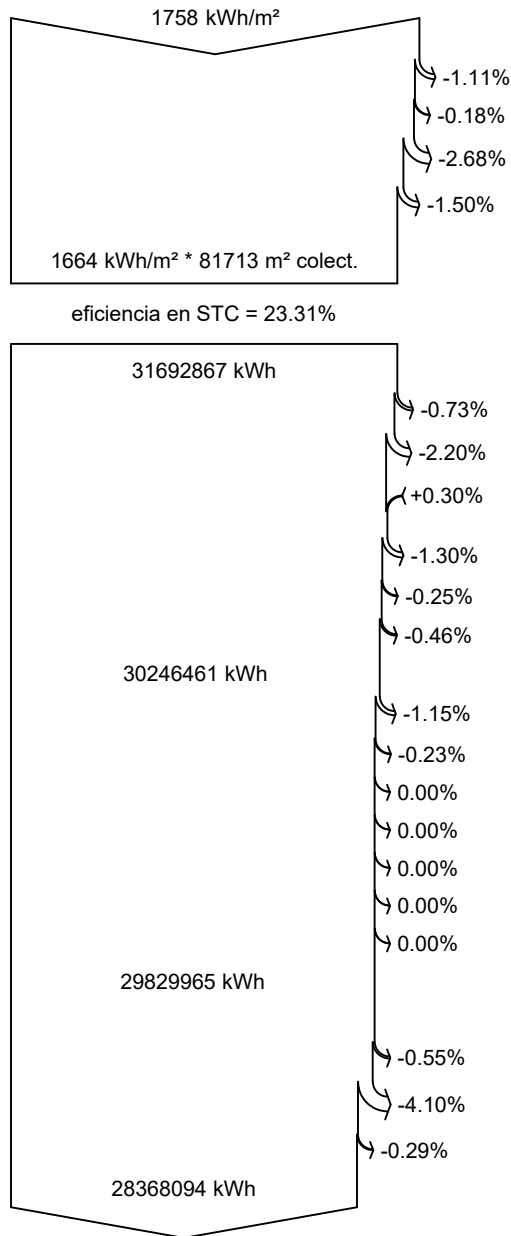 1758 kWh/m²
-1.11%
-0.18%
-2.68%
-1.50%
1664 kWh/m² * 81713 m² colect.
eficiencia en STC = 23.31%
31692867 kWh
-0.73%
-2.20%
+0.30%
-1.30%
-0.25%
-0.46%
30246461 kWh
-1.15%
-0.23%
0.00%
0.00%
0.00%
0.00%
0.00%
29829965 kWh
-0.55%
-4.10%
-0.29%
28368094 kWh